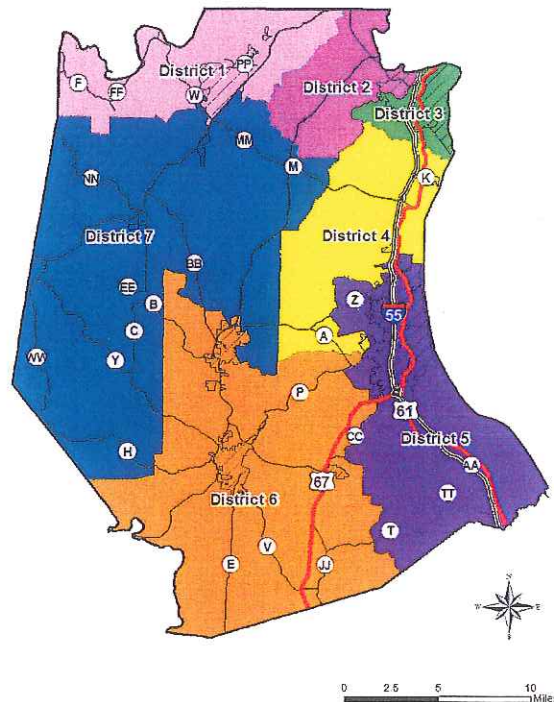 PP
District 1
F
FF
W
District 2
District 3
MM
M
K
NN
District 7
District 4
BB
EE
B
Z
C
55
A
WW
Y
P
61
CC
District 5
H
67
AA
District 6
TT
T
V
E
JJ
N
W
E
S
0 2.5 5 10
Miles